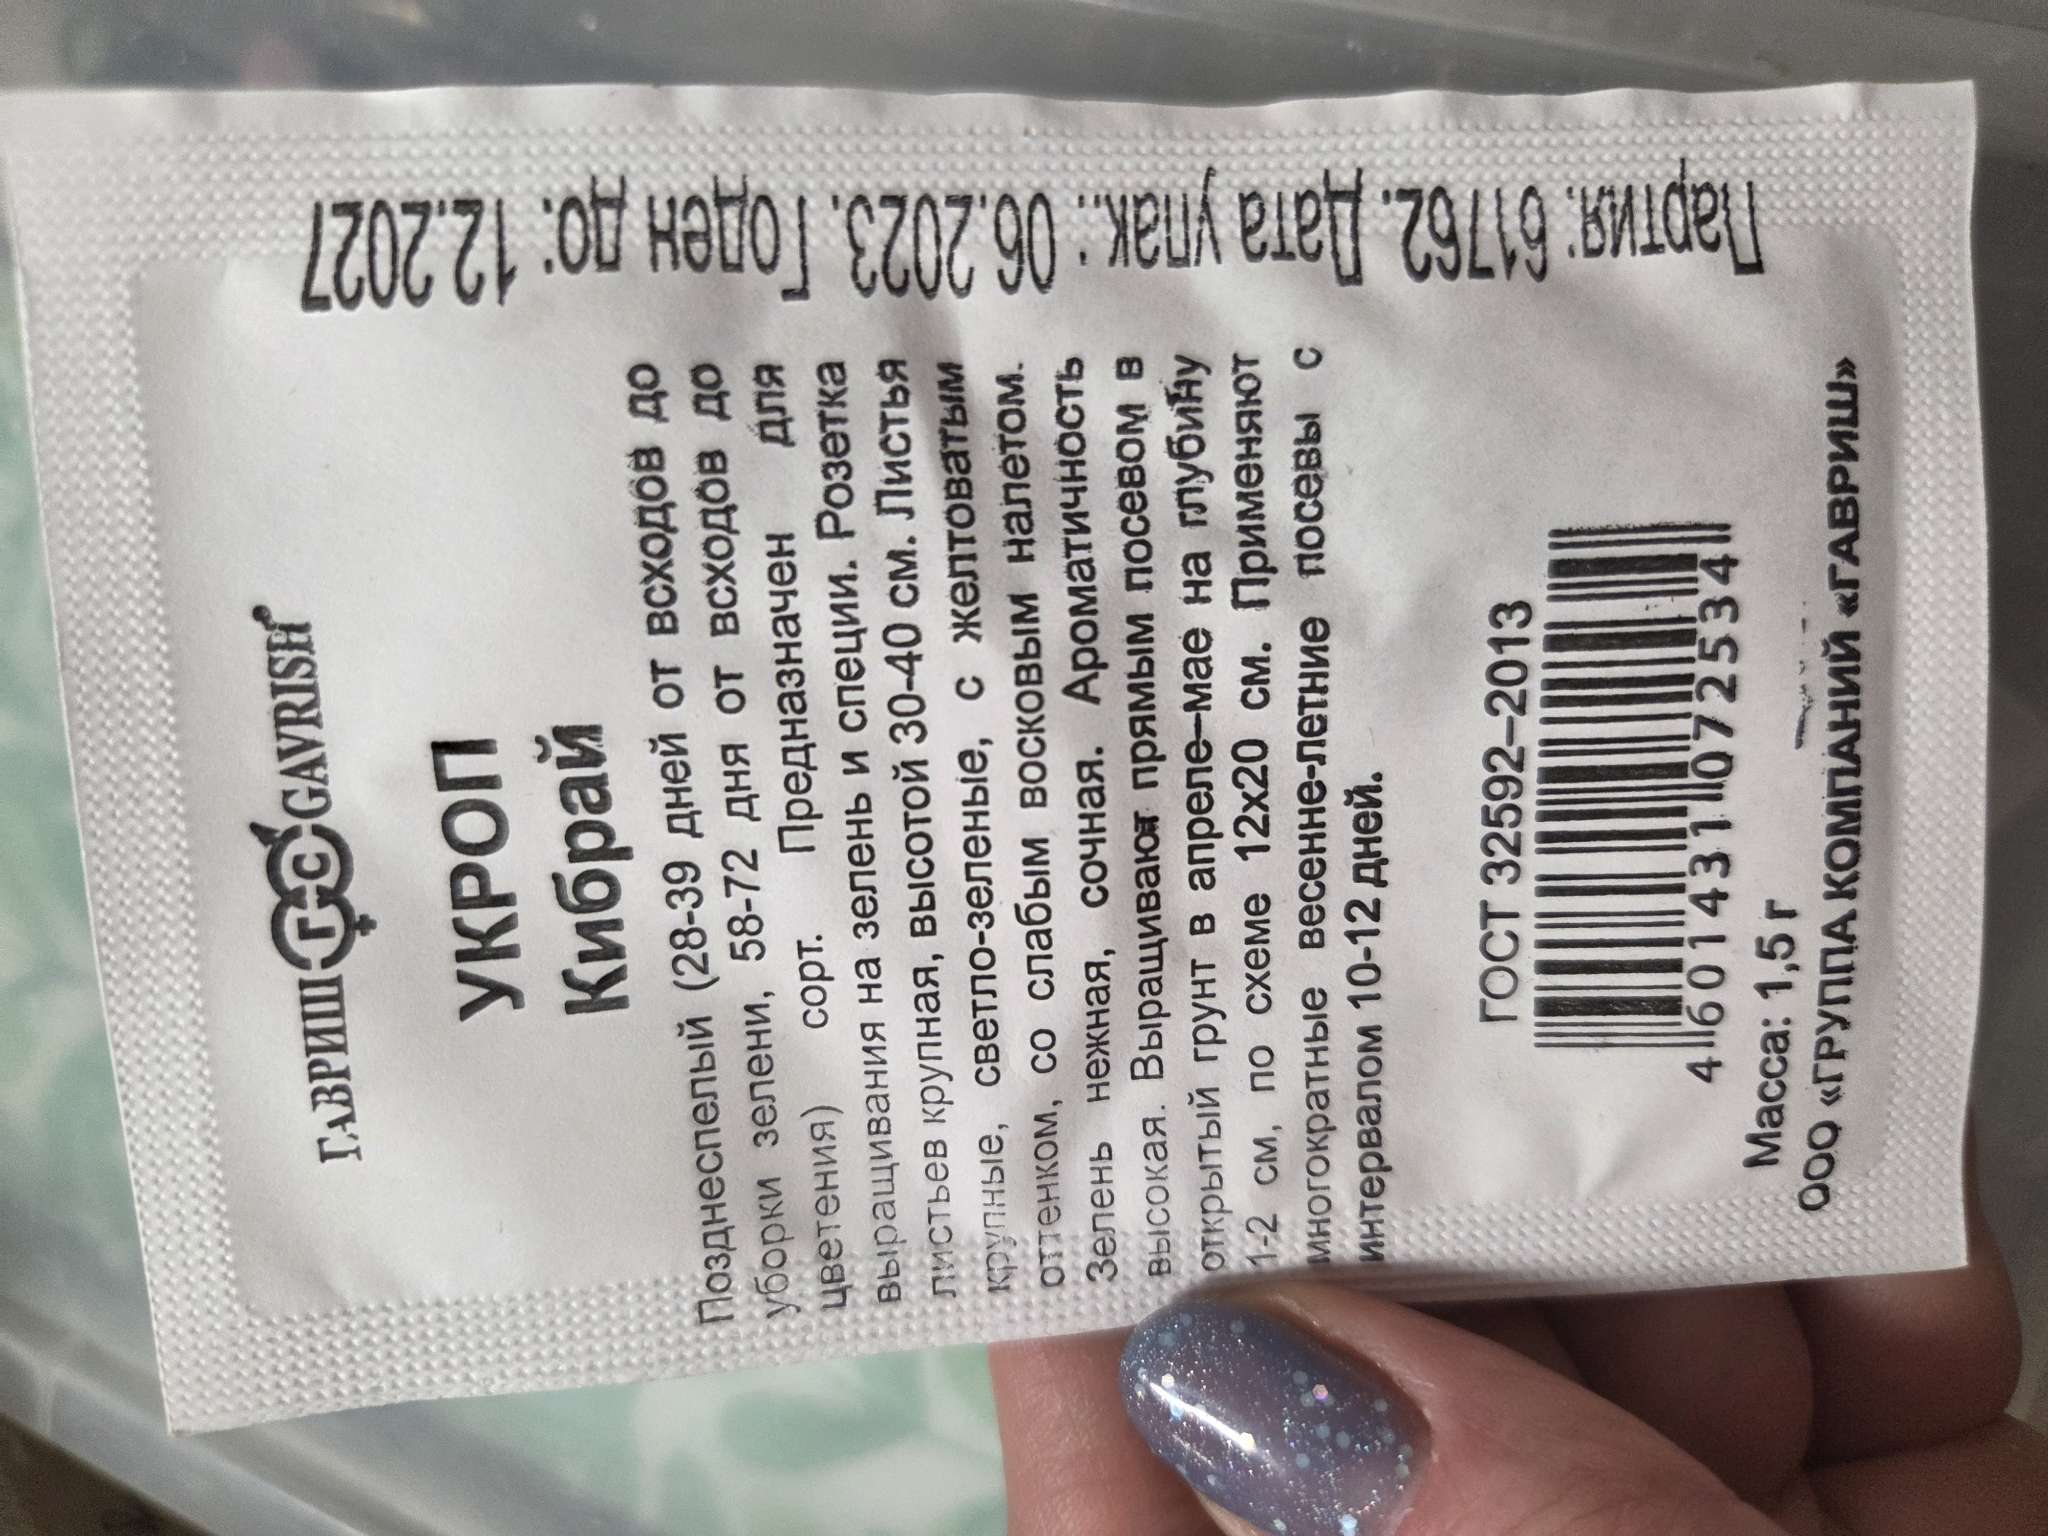 ГАВРИШ ГС GAVRISH®
УКРОП
Кибрай
Позднеспелый (28-39 дней от всходов до
уборки зелени, 58-72 дня от всходов до
цветения) сорт. Предназначен для
выращивания на зелень и специи. Розетка
листьев крупная, высотой 30-40 см. Листья
крупные, светло-зеленые, с желтоватым
оттенком, со слабым восковым налетом.
Зелень нежная, сочная. Ароматичность
высокая. Выращивают прямым посевом в
открытый грунт в апреле–мае на глубину
1-2 см, по схеме 12х20 см. Применяют
многократные весенне-летние посевы с
интервалом 10-12 дней.
ГОСТ 32592–2013
4 601431 072534
Масса: 1,5 г
ООО «ГРУППА КОМПАНИЙ «ГАВРИШ»
Партия: 61762. Дата упак.: 06.2023. Годен до: 12.2027